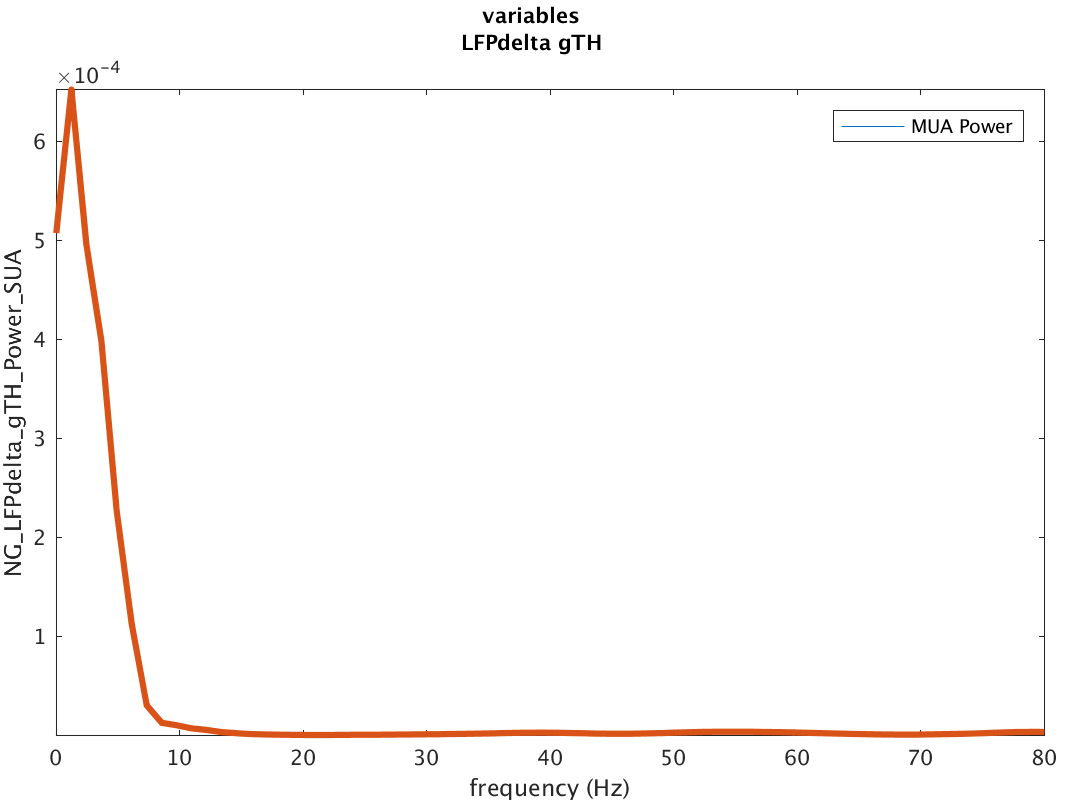 variables
LFPdelta gTH
×10⁻⁴
MUA Power
6
5
4
3
2
1
NG_LFPdelta_gTH_Power_SUA
0 10 20 30 40 50 60 70 80
frequency (Hz)